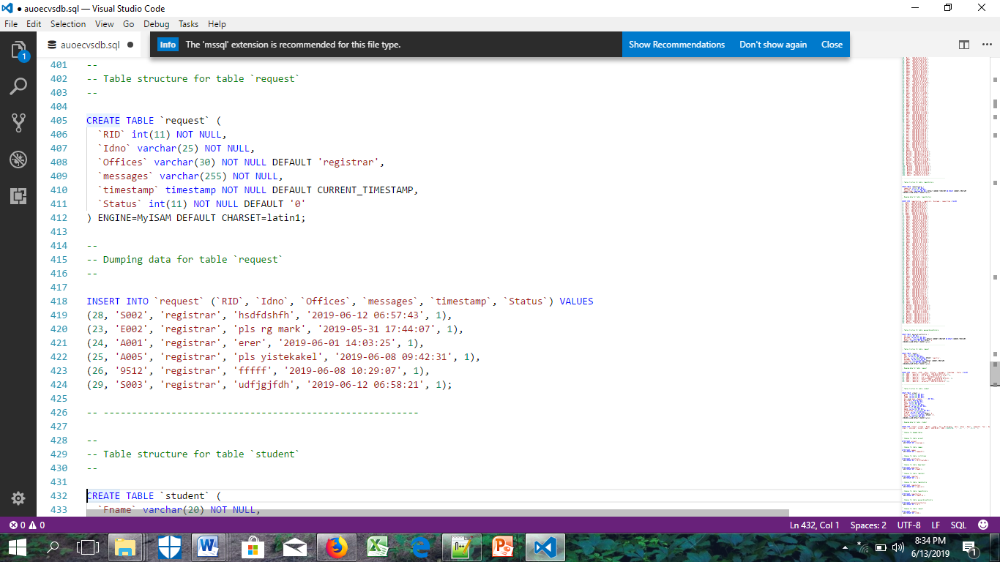 ● auoecvsdb.sql — Visual Studio Code
File Edit Selection View Go Debug Tasks Help
auoecvsdb.sql ●
Info The 'mssql' extension is recommended for this file type. Show Recommendations Don't show again Close
1
401 --
402 -- Table structure for table `request`
403 --
404
405 CREATE TABLE `request` (
406 `RID` int(11) NOT NULL,
407 `Idno` varchar(25) NOT NULL,
408 `Offices` varchar(30) NOT NULL DEFAULT 'registrar',
409 `messages` varchar(255) NOT NULL,
410 `timestamp` timestamp NOT NULL DEFAULT CURRENT_TIMESTAMP,
411 `Status` int(11) NOT NULL DEFAULT '0'
412 ) ENGINE=MyISAM DEFAULT CHARSET=latin1;
413
414 --
415 -- Dumping data for table `request`
416 --
417
418 INSERT INTO `request` (`RID`, `Idno`, `Offices`, `messages`, `timestamp`, `Status`) VALUES
419 (28, 'S002', 'registrar', 'hsdfdshfh', '2019-06-12 06:57:43', 1),
420 (23, 'E002', 'registrar', 'pls rg mark', '2019-05-31 17:44:07', 1),
421 (24, 'A001', 'registrar', 'erer', '2019-06-01 14:03:25', 1),
422 (25, 'A005', 'registrar', 'pls yistekakel', '2019-06-08 09:42:31', 1),
423 (26, '9512', 'registrar', 'fffff', '2019-06-08 10:29:07', 1),
424 (29, 'S003', 'registrar', 'udfjgjfdh', '2019-06-12 06:58:21', 1);
425
426 -- --------------------------------------------------------
427
428 --
429 -- Table structure for table `student`
430 --
431
432 CREATE TABLE `student` (
433 `Fname` varchar(20) NOT NULL,
0 0 Ln 432, Col 1 Spaces: 2 UTF-8 LF SQL
8:34 PM
6/13/2019
1